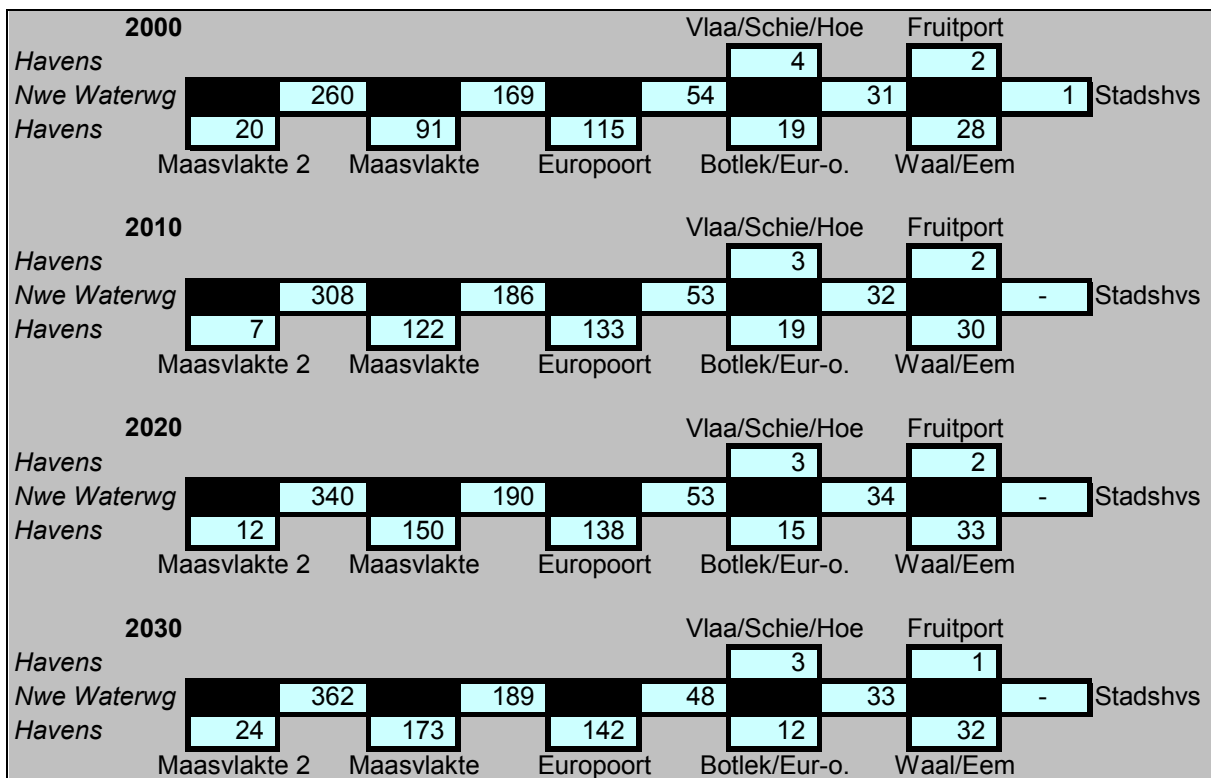 2000 Vlaa/Schie/Hoe Fruitport
Havens 4 2
Nwe Waterwg 260 169 54 31 1 Stadshvs
Havens 20 91 115 19 28
Maasvlakte 2 Maasvlakte Europoort Botlek/Eur-o. Waal/Eem
2010 Vlaa/Schie/Hoe Fruitport
Havens 3 2
Nwe Waterwg 308 186 53 32 - Stadshvs
Havens 7 122 133 19 30
Maasvlakte 2 Maasvlakte Europoort Botlek/Eur-o. Waal/Eem
2020 Vlaa/Schie/Hoe Fruitport
Havens 3 2
Nwe Waterwg 340 190 53 34 - Stadshvs
Havens 12 150 138 15 33
Maasvlakte 2 Maasvlakte Europoort Botlek/Eur-o. Waal/Eem
2030 Vlaa/Schie/Hoe Fruitport
Havens 3 1
Nwe Waterwg 362 189 48 33 - Stadshvs
Havens 24 173 142 12 32
Maasvlakte 2 Maasvlakte Europoort Botlek/Eur-o. Waal/Eem